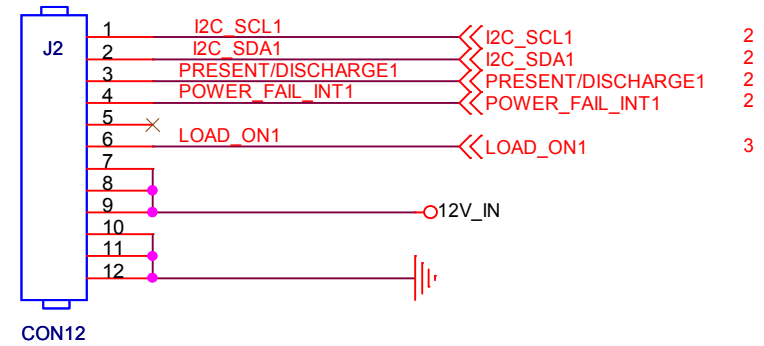 J2
1 I2C_SCL1 I2C_SCL1 2
2 I2C_SDA1 I2C_SDA1 2
3 PRESENT/DISCHARGE1 PRESENT/DISCHARGE1 2
4 POWER_FAIL_INT1 POWER_FAIL_INT1 2
5
6 LOAD_ON1 LOAD_ON1 3
7
8
9 12V_IN
10
11
12
CON12